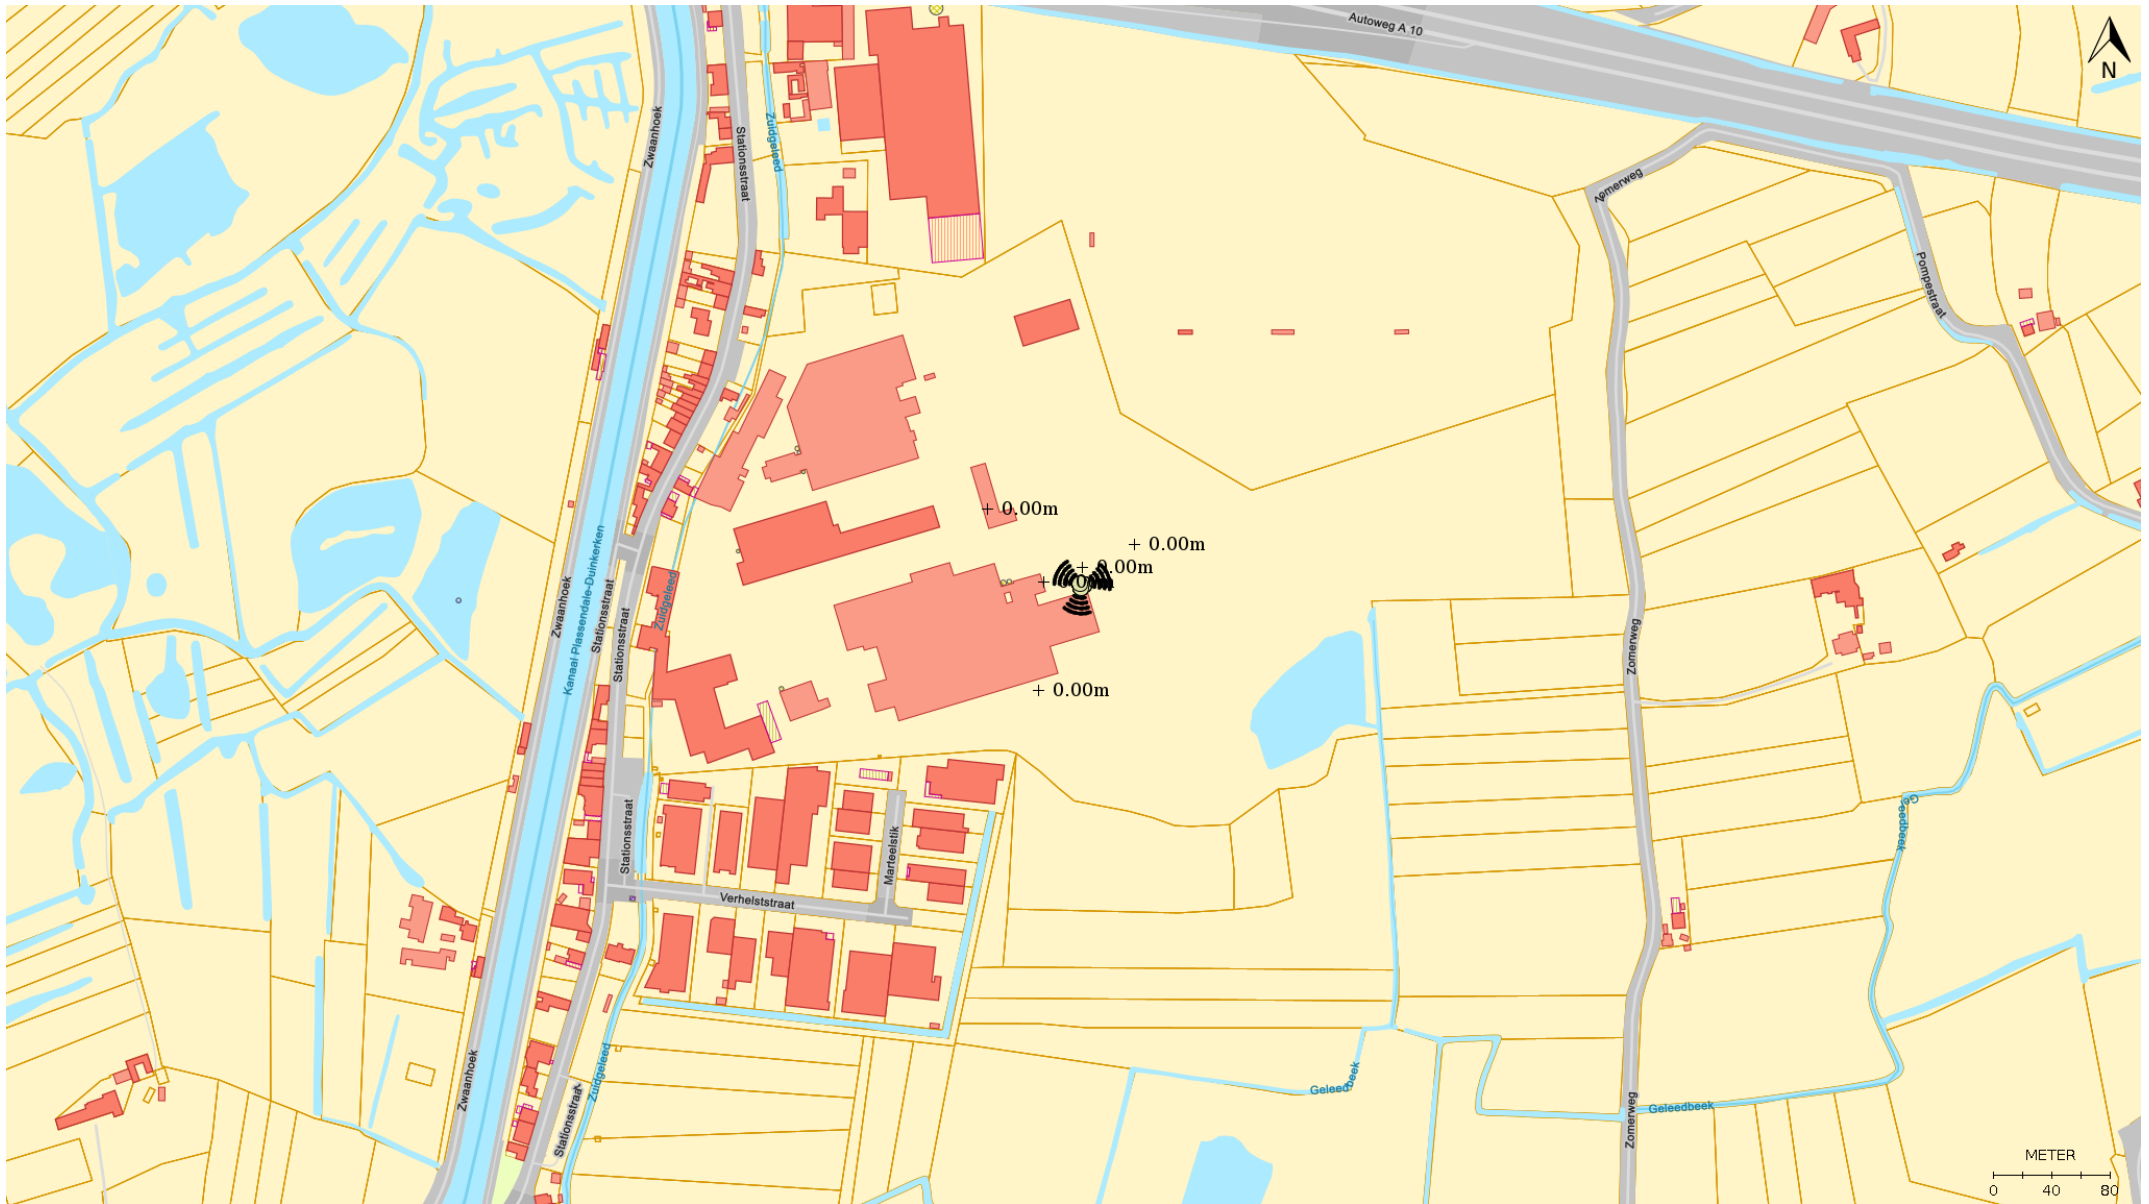 Autoweg A 10
N
Zwaanhoek
Stationsstraat
Zuidgeleed
Zomerweg
Pompestraat
+ 0.00m
+ 0.00m
+ 0.00m
Kanaal Plassendale-Duinkerken
Zwaanhoek
Stationsstraat
Stationsstraat
Zuidgeleed
Zomerweg
+ 0.00m
Geleedbeek
Stationsstraat
Marteelstik
Verhelststraat
Zwaanhoek
Zuidgeleed
Stationsstraat
Geleedbeek
Geleedbeek
Zomerweg
METER
0 40 80